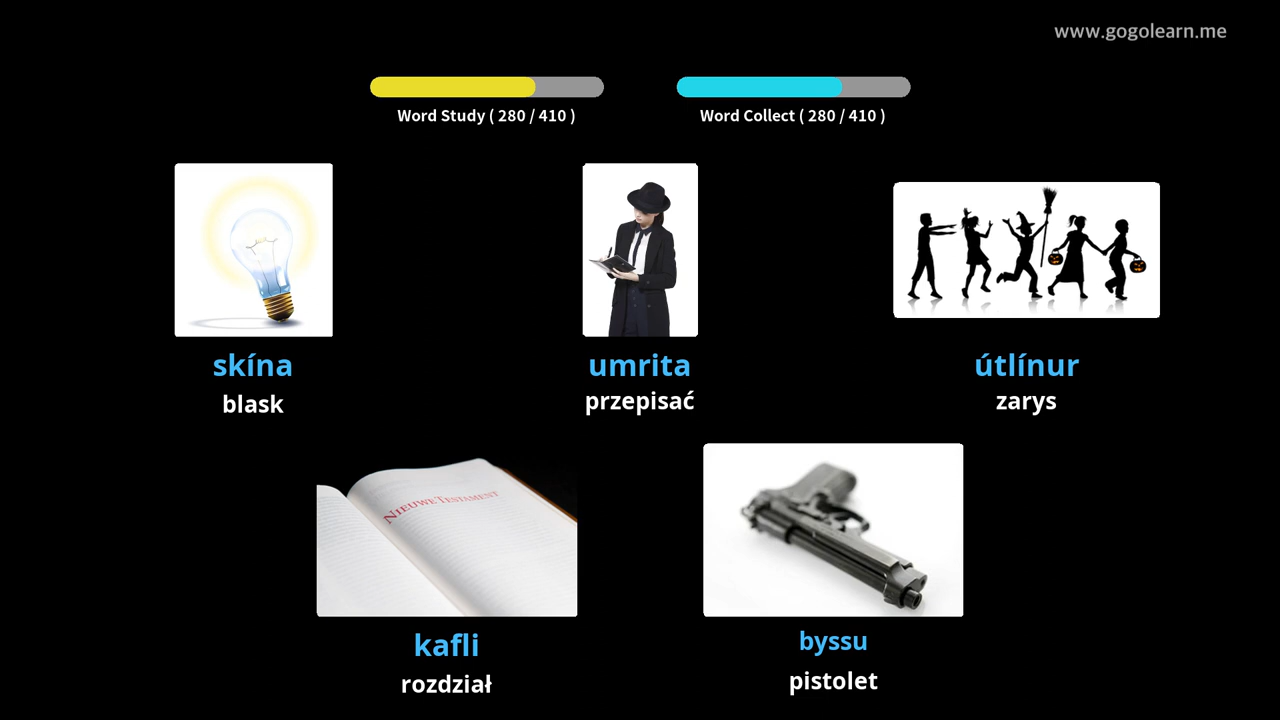 www.gogolearn.me
Word Study ( 280 / 410 )
Word Collect ( 280 / 410 )
skína
blask
umrita
przepisać
útlínur
zarys
NIEUWE TESTAMENT
kafli
rozdział
byssu
pistolet